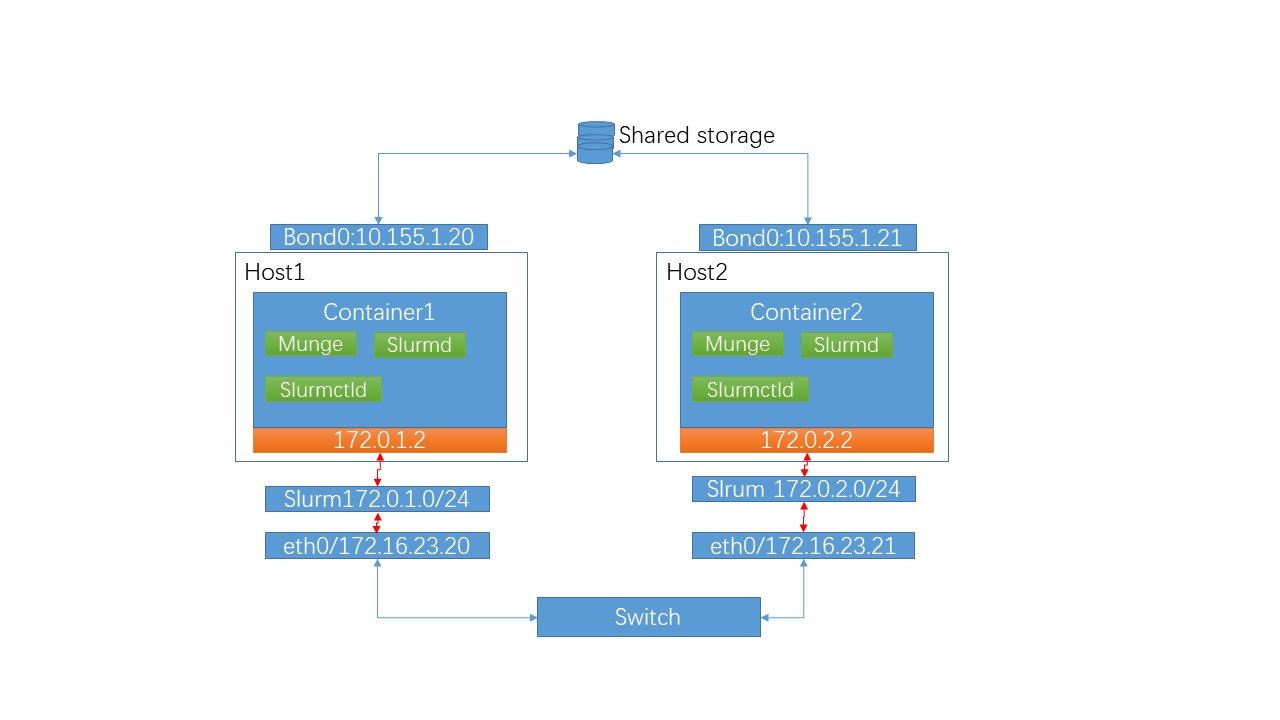 Shared storage
Bond0:10.155.1.20
Bond0:10.155.1.21
Host1
Host2
Container1
Container2
Munge
Slurmd
Munge
Slurmd
Slurmctld
Slurmctld
172.0.1.2
172.0.2.2
Slurm172.0.1.0/24
Slrum 172.0.2.0/24
eth0/172.16.23.20
eth0/172.16.23.21
Switch